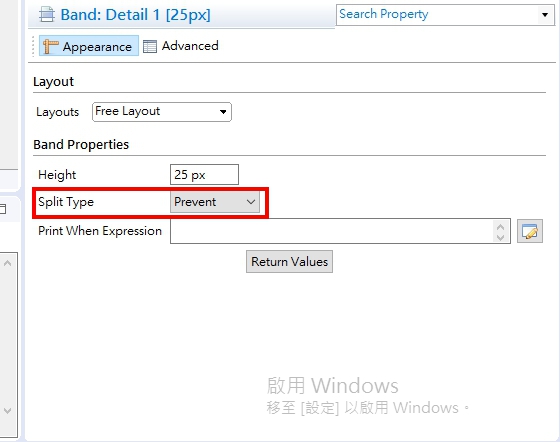 Band: Detail 1 [25px]
Search Property
Appearance
Advanced
Layout
Layouts
Free Layout
Band Properties
Height
25 px
Split Type
Prevent
Print When Expression
Return Values
啟用 Windows
移至 [設定] 以啟用 Windows。